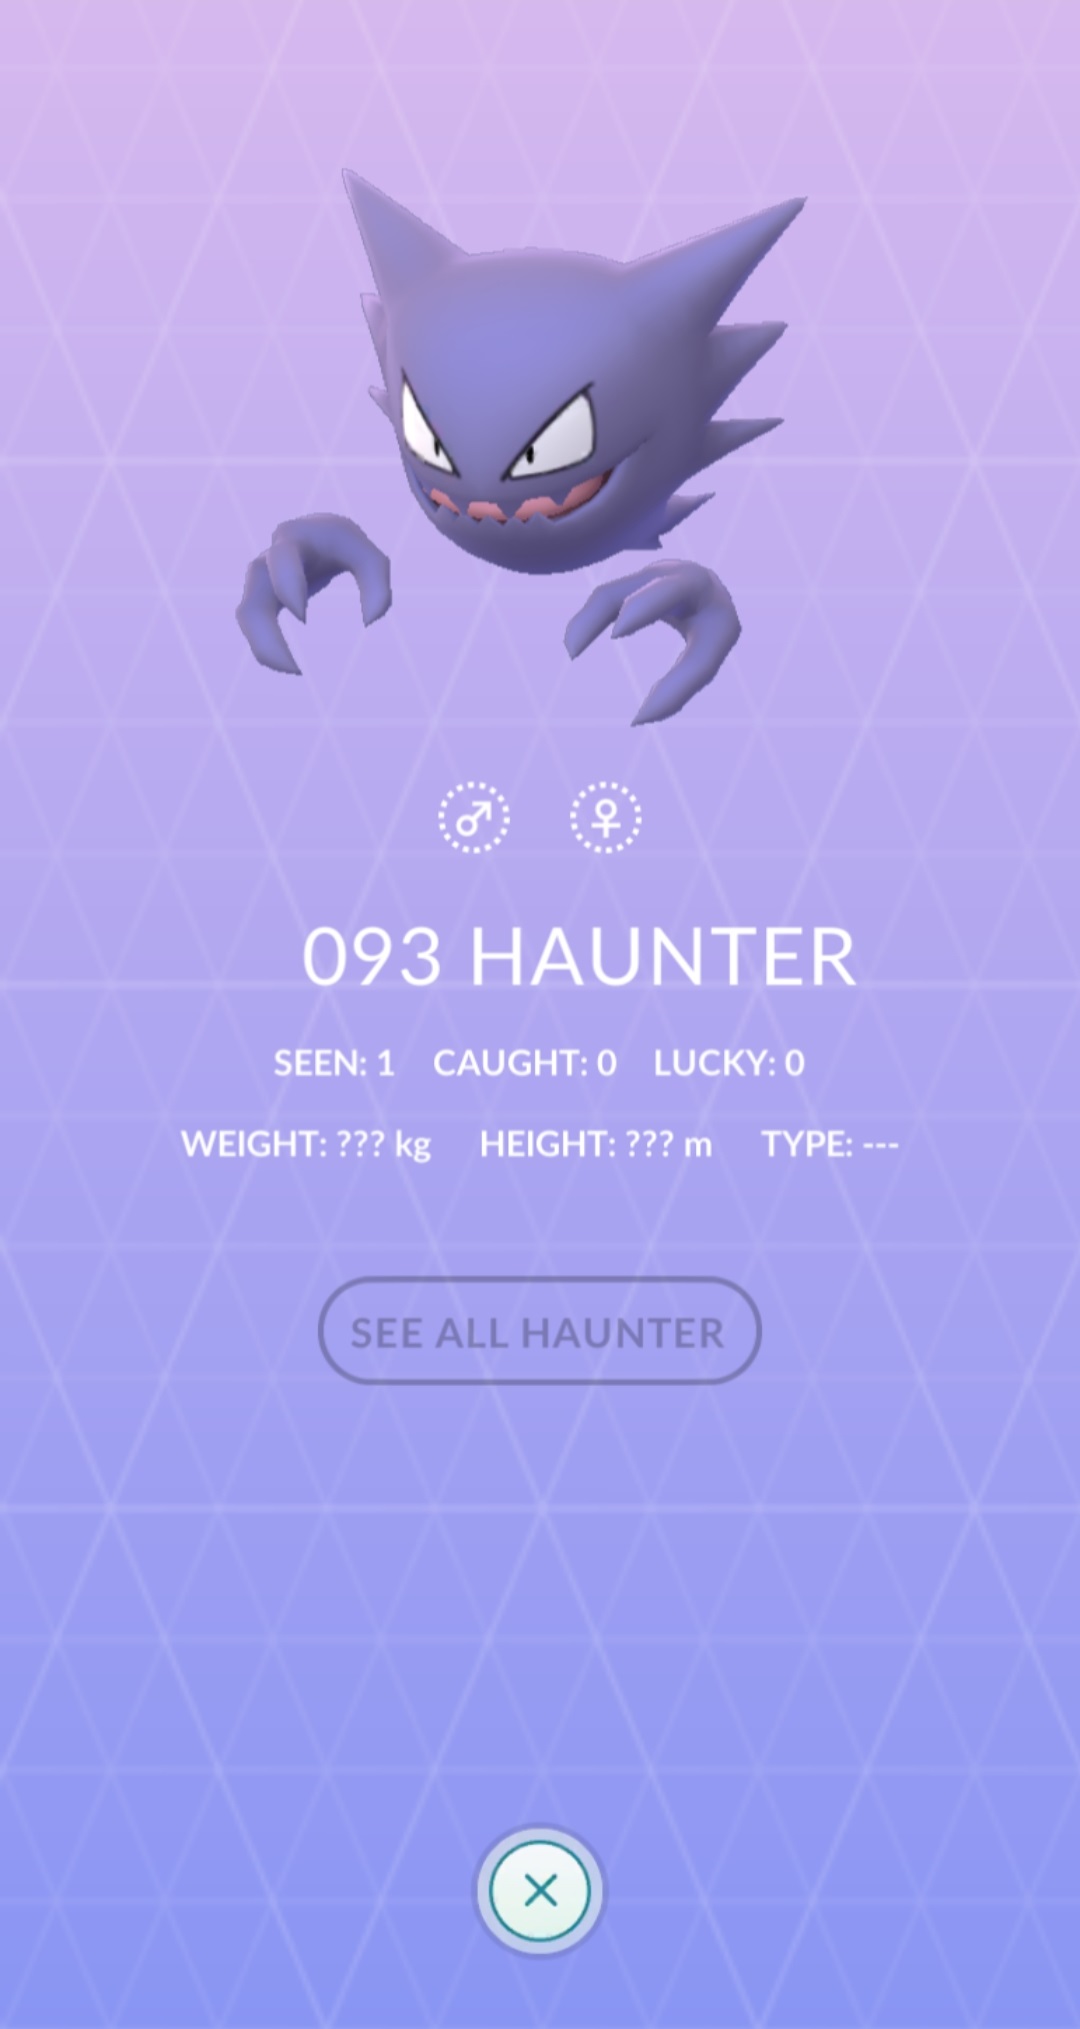 093 HAUNTER
SEEN: 1 CAUGHT: 0 LUCKY: 0
WEIGHT: ??? kg HEIGHT: ??? m TYPE: ---
SEE ALL HAUNTER